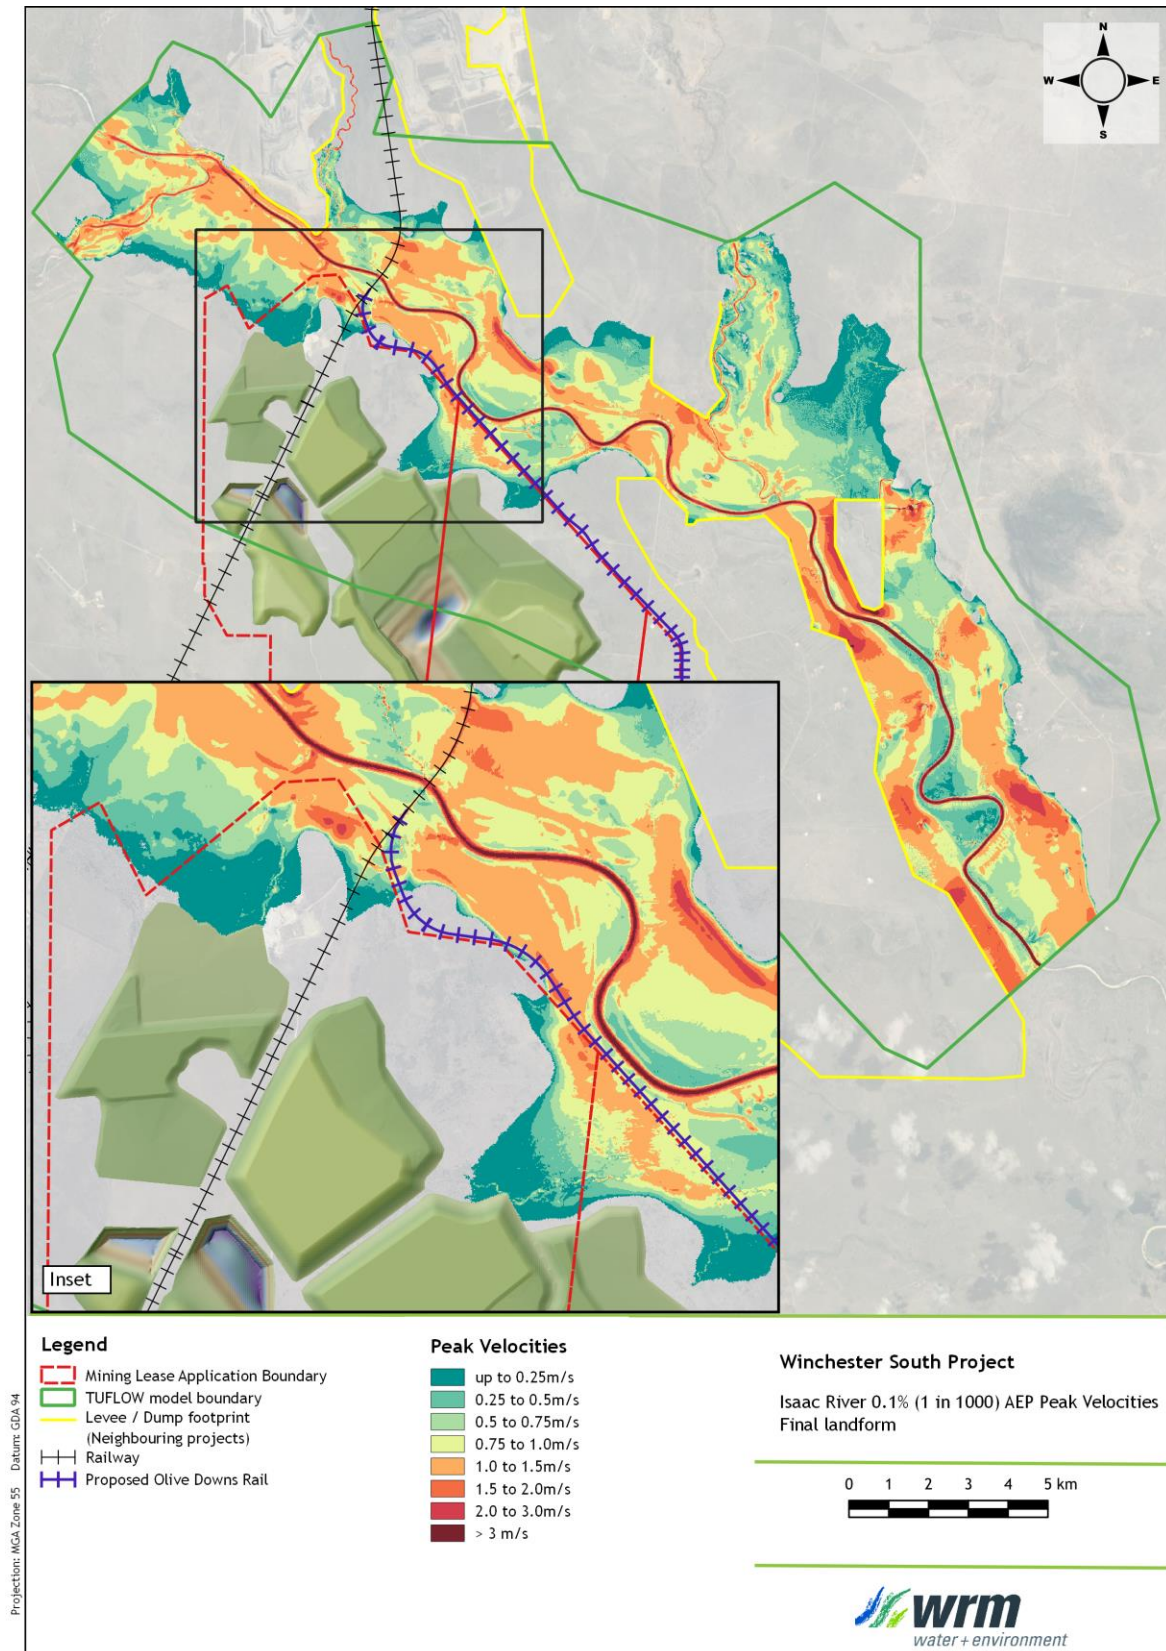 N
W
E
S
Inset
Legend
Mining Lease Application Boundary
TUFLOW model boundary
Levee / Dump footprint
(Neighbouring projects)
Railway
Proposed Olive Downs Rail
Peak Velocities
up to 0.25m/s
0.25 to 0.5m/s
0.5 to 0.75m/s
0.75 to 1.0m/s
1.0 to 1.5m/s
1.5 to 2.0m/s
2.0 to 3.0m/s
> 3 m/s
Winchester South Project
Isaac River 0.1% (1 in 1000) AEP Peak Velocities
Final landform
0 1 2 3 4 5 km
wrm
water + environment
Projection: MGA Zone 55 Datum: GDA 94